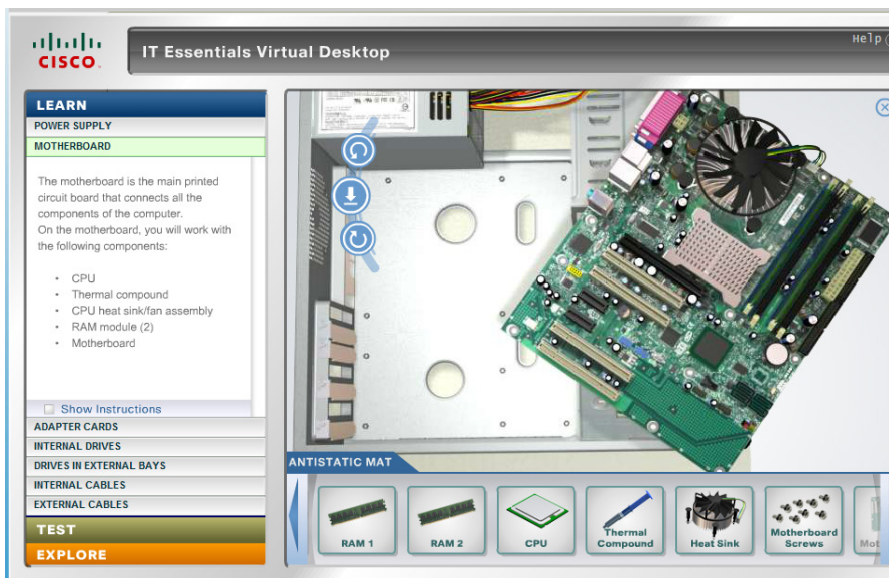 CISCO
IT Essentials Virtual Desktop
Help
LEARN
POWER SUPPLY
MOTHERBOARD
The motherboard is the main printed
circuit board that connects all the
components of the computer.
On the motherboard, you will work with
the following components:
• CPU
• Thermal compound
• CPU heat sink/fan assembly
• RAM module (2)
• Motherboard
Show Instructions
ADAPTER CARDS
INTERNAL DRIVES
DRIVES IN EXTERNAL BAYS
INTERNAL CABLES
EXTERNAL CABLES
TEST
EXPLORE
ANTISTATIC MAT
RAM 1
RAM 2
CPU
Thermal
Compound
Heat Sink
Motherboard
Screws
Mot